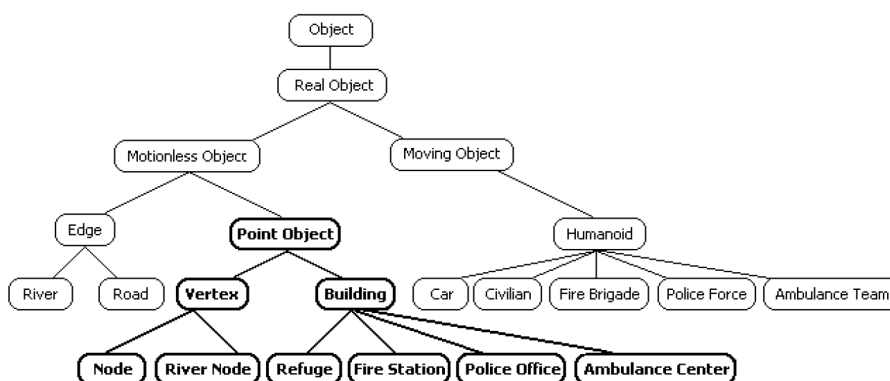 Object
Real Object
Motionless Object
Moving Object
Edge
Point Object
Humanoid
River
Road
Vertex
Building
Car
Civilian
Fire Brigade
Police Force
Ambulance Team
Node
River Node
Refuge
Fire Station
Police Office
Ambulance Center